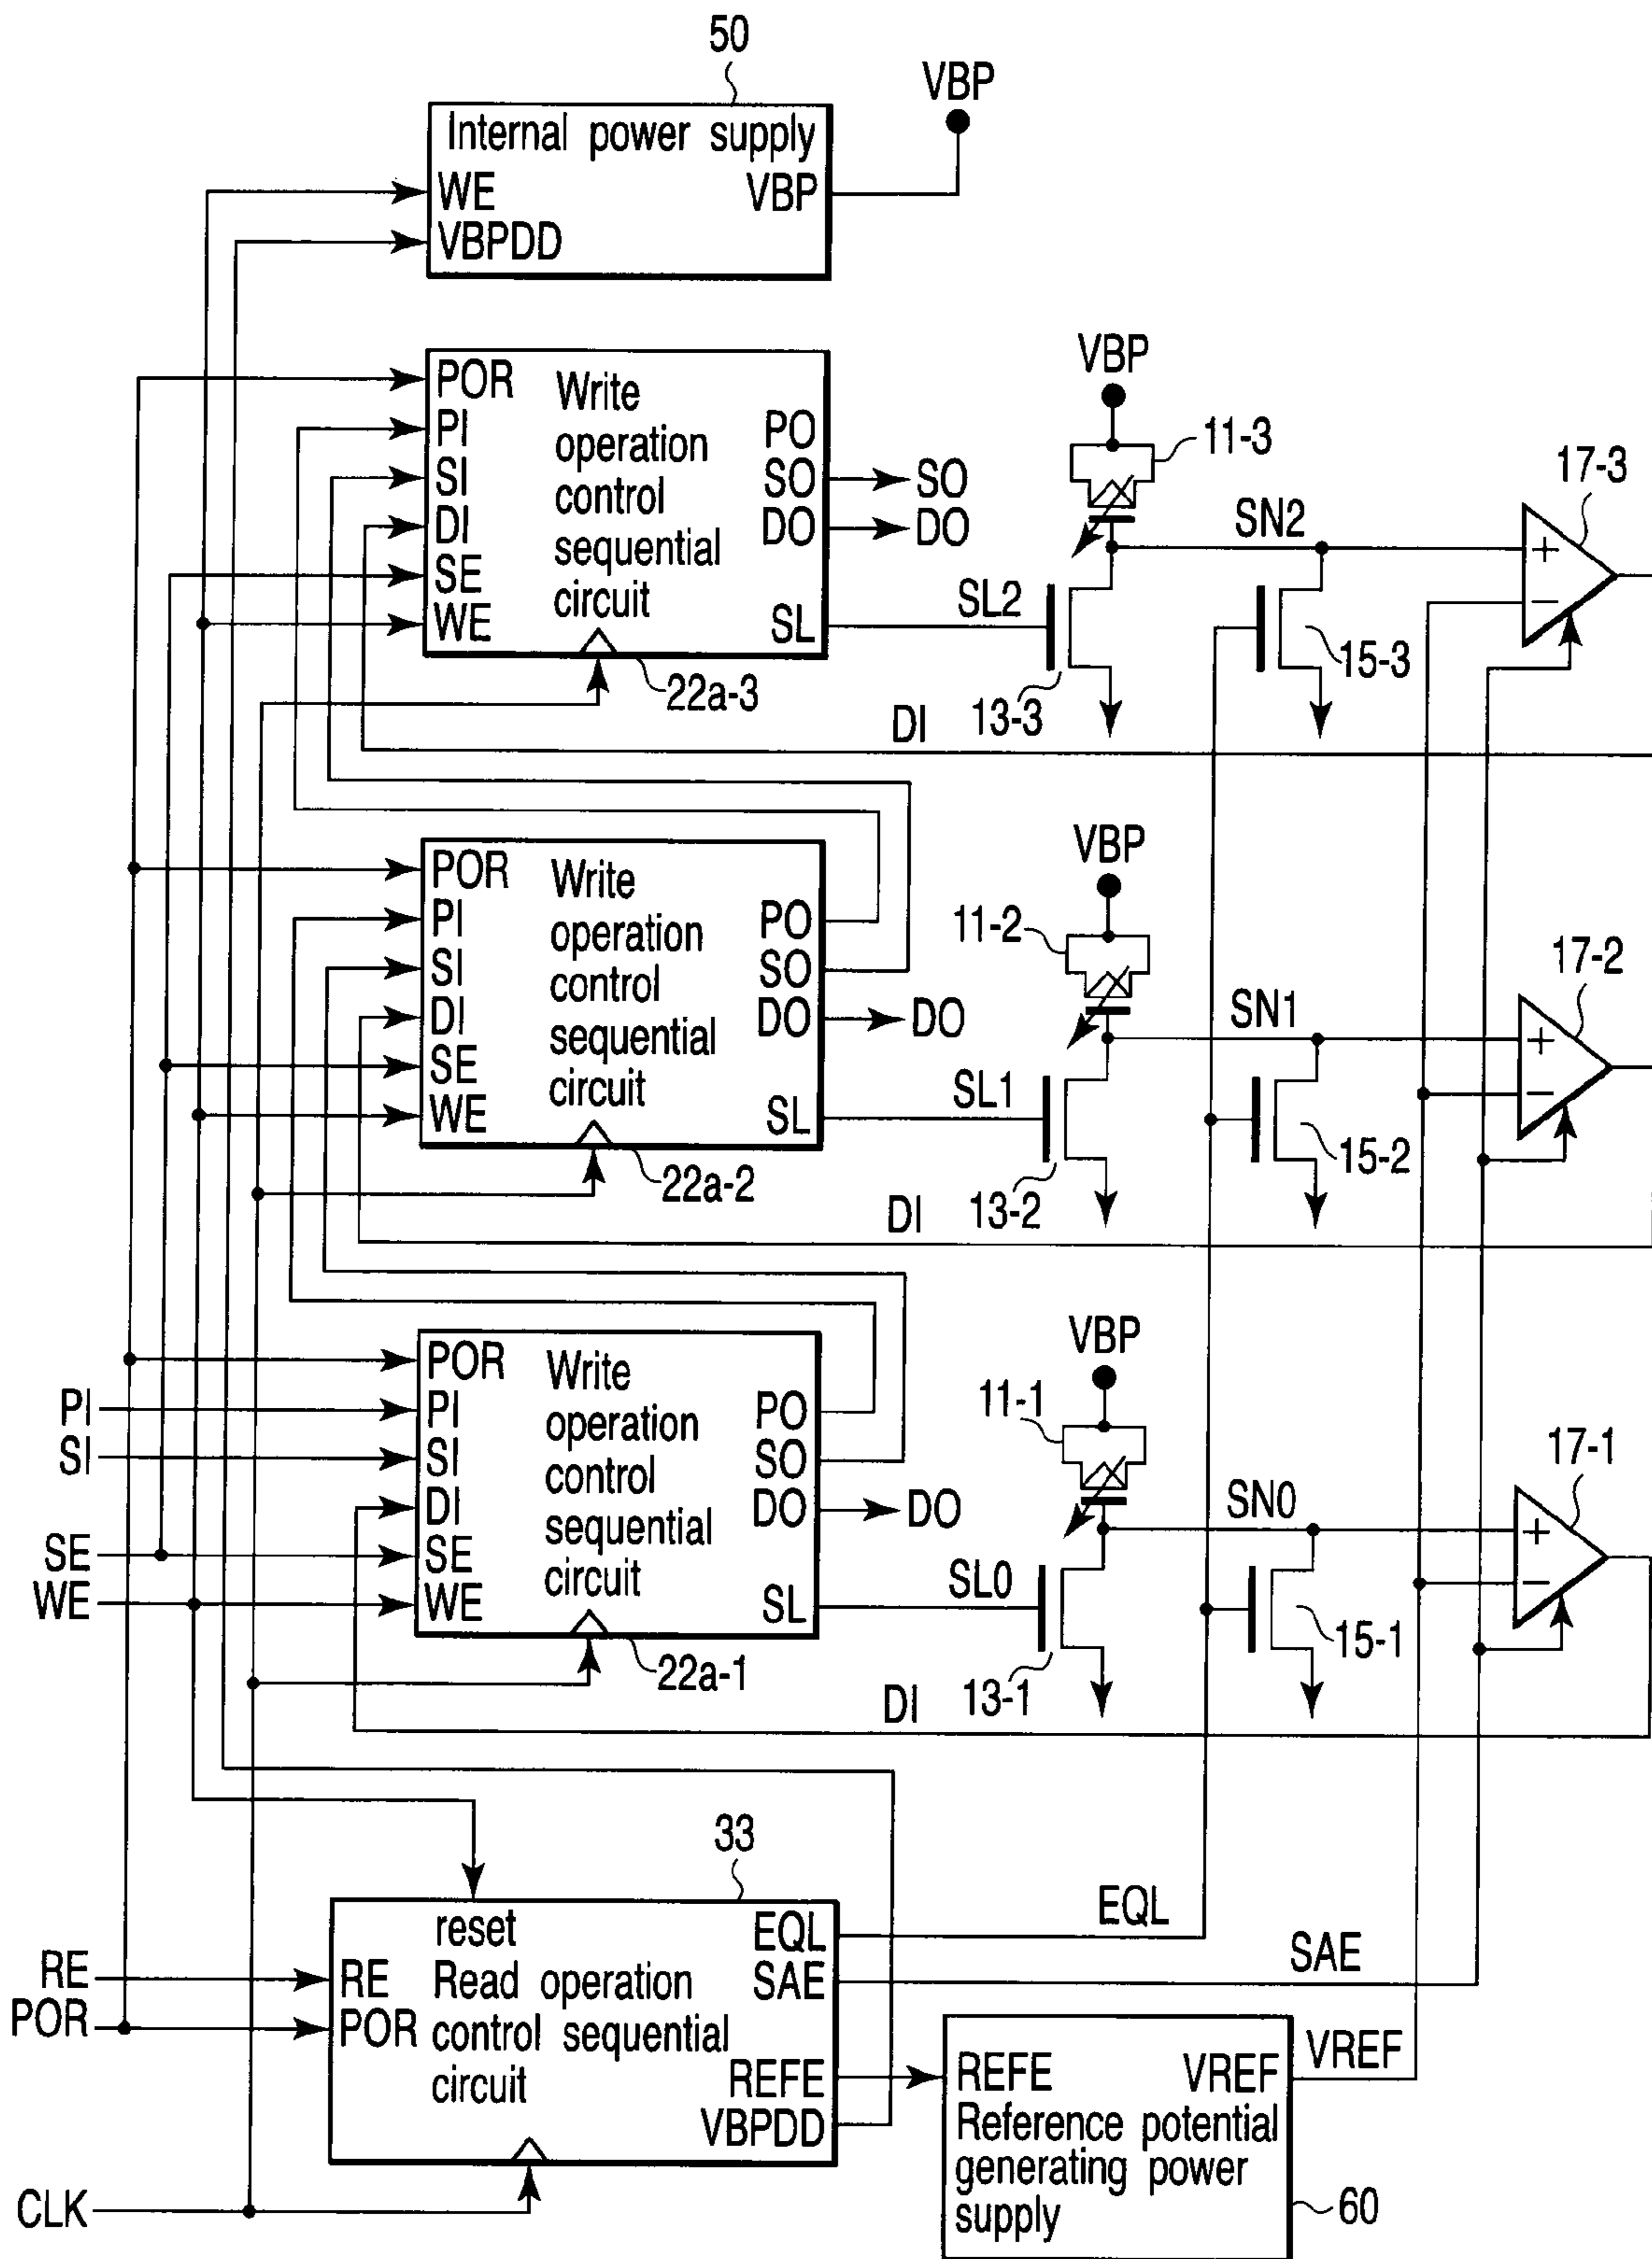 50
VBP
Internal power supply
WE VBP
VBPDD
VBP
POR Write
PI operation PO
SI control SO SO
DI sequential DO DO
SE circuit
WE SL
SL2
22a-3
11-3
13-3
SN2
15-3
17-3
+
−
DI
VBP
POR Write
PI operation PO
SI control SO
DI sequential DO DO
SE circuit
WE SL
SL1
22a-2
11-2
13-2
SN1
15-2
17-2
+
−
DI
VBP
PI
SI
SE
WE
POR Write
PI operation PO
SI control SO
DI sequential DO DO
SE circuit
WE SL
SL0
22a-1
11-1
13-1
SN0
15-1
17-1
+
−
DI
33
RE
POR
CLK
reset EQL
RE Read operation SAE
POR control sequential
circuit REFE
VBPDD
EQL
SAE
REFE VREF
Reference potential
generating power
supply
VREF
60